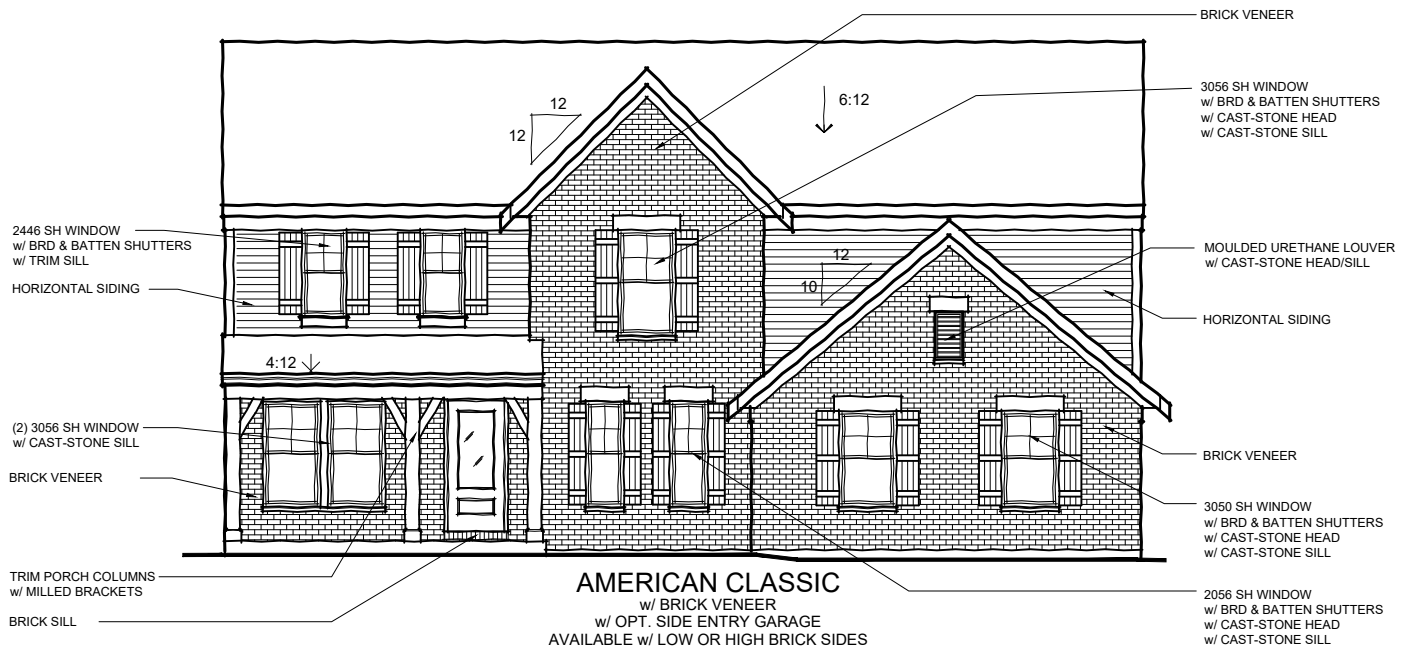 BRICK VENEER
3056 SH WINDOW
w/ BRD & BATTEN SHUTTERS
w/ CAST-STONE HEAD
w/ CAST-STONE SILL
12
12
6:12
2446 SH WINDOW
w/ BRD & BATTEN SHUTTERS
w/ TRIM SILL
HORIZONTAL SIDING
MOULDED URETHANE LOUVER
w/ CAST-STONE HEAD/SILL
12
10
HORIZONTAL SIDING
4:12
(2) 3056 SH WINDOW
w/ CAST-STONE SILL
BRICK VENEER
BRICK VENEER
3050 SH WINDOW
w/ BRD & BATTEN SHUTTERS
w/ CAST-STONE HEAD
w/ CAST-STONE SILL
TRIM PORCH COLUMNS
w/ MILLED BRACKETS
BRICK SILL
2056 SH WINDOW
w/ BRD & BATTEN SHUTTERS
w/ CAST-STONE HEAD
w/ CAST-STONE SILL
AMERICAN CLASSIC
w/ BRICK VENEER
w/ OPT. SIDE ENTRY GARAGE
AVAILABLE w/ LOW OR HIGH BRICK SIDES